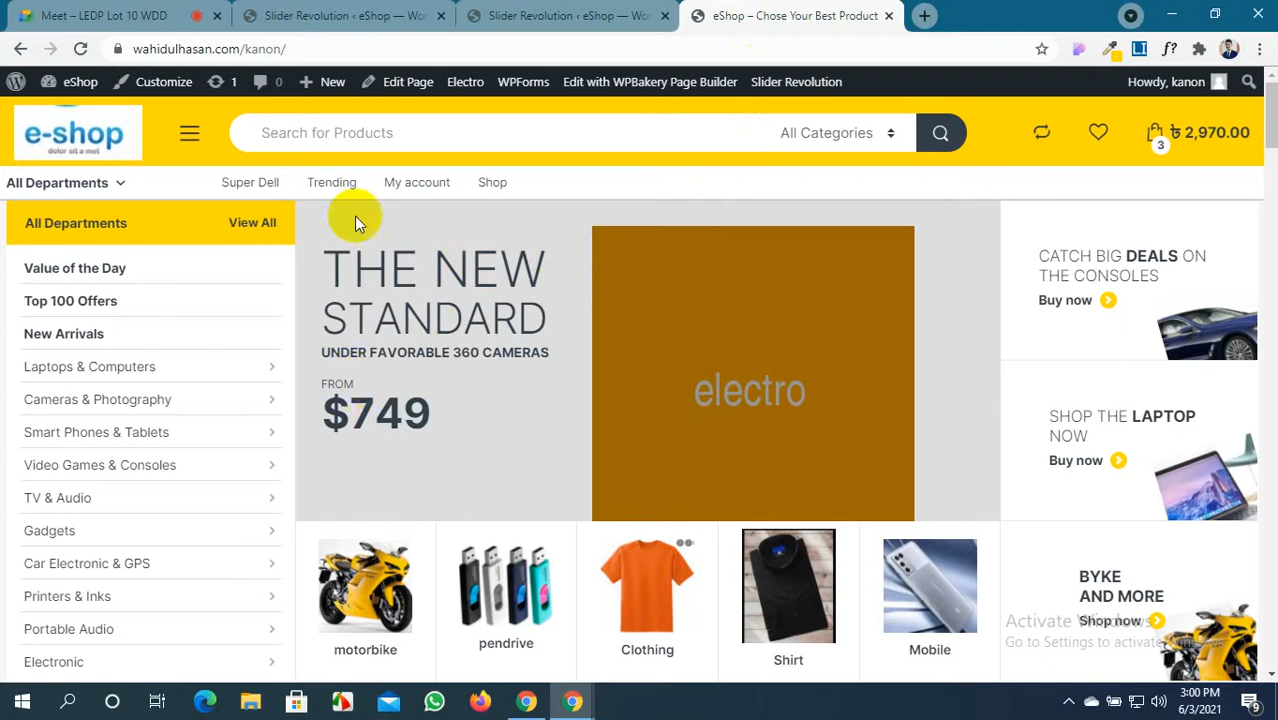 Meet – LEDP Lot 10 WDD
Slider Revolution ‹ eShop — Wor
Slider Revolution ‹ eShop — Wor
eShop – Chose Your Best Product
wahidulhasan.com/kanon/
eShop Customize 1 0 New Edit Page Electro WPForms Edit with WPBakery Page Builder Slider Revolution Howdy, kanon
e-shop
dolor sit a met
Search for Products
All Categories
3
৳ 2,970.00
All Departments
Super Dell Trending My account Shop
All Departments View All
Value of the Day
Top 100 Offers
New Arrivals
Laptops & Computers
Cameras & Photography
Smart Phones & Tablets
Video Games & Consoles
TV & Audio
Gadgets
Car Electronic & GPS
Printers & Inks
Portable Audio
Electronic
THE NEW
STANDARD
UNDER FAVORABLE 360 CAMERAS
FROM
$749
electro
CATCH BIG DEALS ON
THE CONSOLES
Buy now
SHOP THE LAPTOP
NOW
Buy now
BYKE
AND MORE
Shop now
motorbike
pendrive
Clothing
Shirt
Mobile
Activate Windows
Go to Settings to activate Windows.
3:00 PM
6/3/2021
9